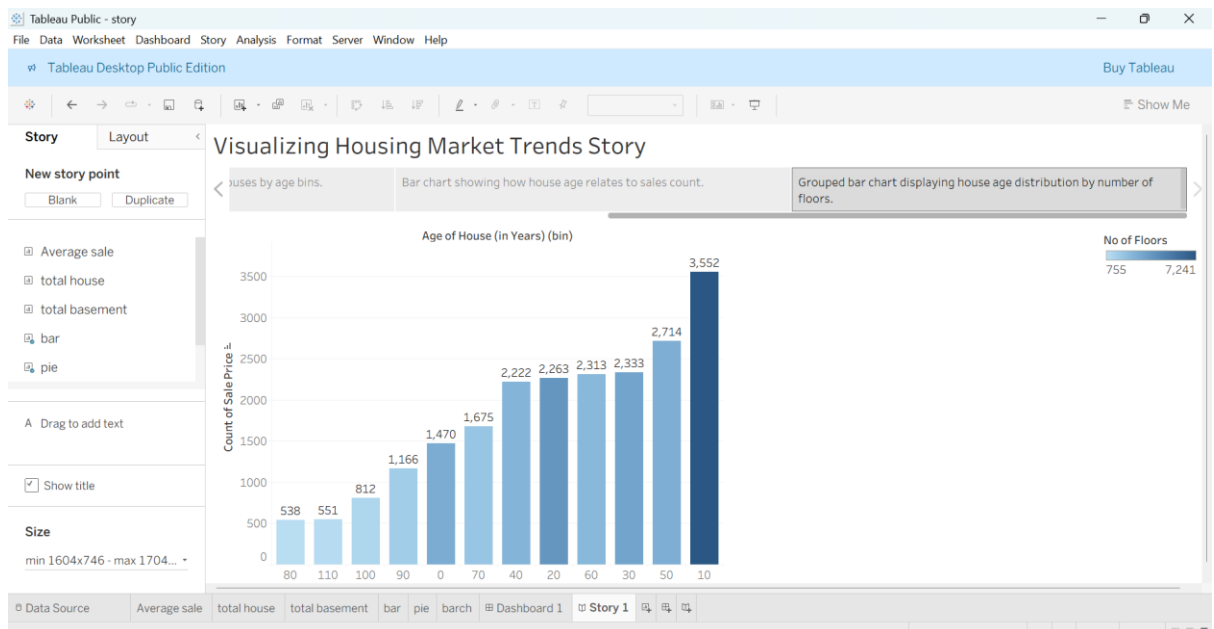 Tableau Public - story
File Data Worksheet Dashboard Story Analysis Format Server Window Help
Tableau Desktop Public Edition
Buy Tableau
Show Me
Story Layout
New story point
Blank Duplicate
Average sale
total house
total basement
bar
pie
A Drag to add text
Show title
Size
min 1604x746 - max 1704...
Visualizing Housing Market Trends Story
ouses by age bins.
Bar chart showing how house age relates to sales count.
Grouped bar chart displaying house age distribution by number of
floors.
Age of House (in Years) (bin)
Count of Sale Price
3500
3000
2500
2000
1500
1000
500
0
538 551 812 1,166 1,470 1,675 2,222 2,263 2,313 2,333 2,714 3,552
80 110 100 90 0 70 40 20 60 30 50 10
No of Floors
755 7,241
Data Source Average sale total house total basement bar pie barch Dashboard 1 Story 1